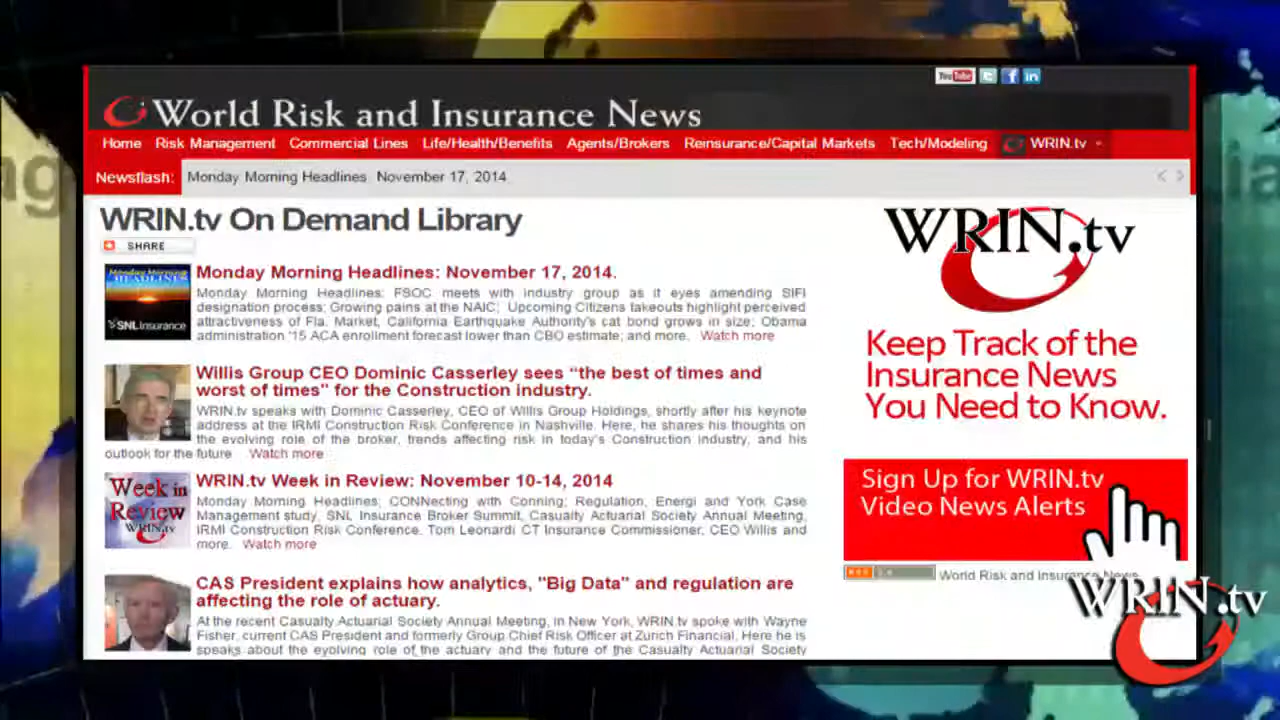 You Tube
World Risk and Insurance News
Home Risk Management Commercial Lines Life/Health/Benefits Agents/Brokers Reinsurance/Capital Markets Tech/Modeling WRIN.tv
Newsflash: Monday Morning Headlines: November 17, 2014
WRIN.tv On Demand Library
SHARE
Monday Morning HEADLINES
SNL Insurance
Monday Morning Headlines: November 17, 2014.
Monday Morning Headlines: FSOC meets with industry group as it eyes amending SIFI
designation process; Growing pains at the NAIC; Upcoming Citizens takeouts highlight perceived
attractiveness of Fla. Market, California Earthquake Authority's cat bond grows in size; Obama
administration '15 ACA enrollment forecast lower than CBO estimate; and more. Watch more
Willis Group CEO Dominic Casserley sees "the best of times and
worst of times" for the Construction industry.
WRIN.tv speaks with Dominic Casserley, CEO of Willis Group Holdings, shortly after his keynote
address at the IRMI Construction Risk Conference in Nashville. Here, he shares his thoughts on
the evolving role of the broker, trends affecting risk in today's Construction industry, and his
outlook for the future. Watch more
Week in
Review
WRIN.tv
WRIN.tv Week in Review: November 10-14, 2014
Monday Morning Headlines; CONNecting with Conning; Regulation, Energi and York Case
Management study, SNL Insurance Broker Summit, Casualty Actuarial Society Annual Meeting,
IRMI Construction Risk Conference. Tom Leonardi CT Insurance Commissioner, CEO Willis and
more. Watch more
CAS President explains how analytics, "Big Data" and regulation are
affecting the role of actuary.
At the recent Casualty Actuarial Society Annual Meeting, in New York, WRIN.tv spoke with Wayne
Fisher, current CAS President and formerly Group Chief Risk Officer at Zurich Financial. Here he is
speaks about the evolving role of the actuary and the future of the Casualty Actuarial Society
WRIN.tv
Keep Track of the
Insurance News
You Need to Know.
Sign Up for WRIN.tv
Video News Alerts
World Risk and Insurance News
WRIN.tv